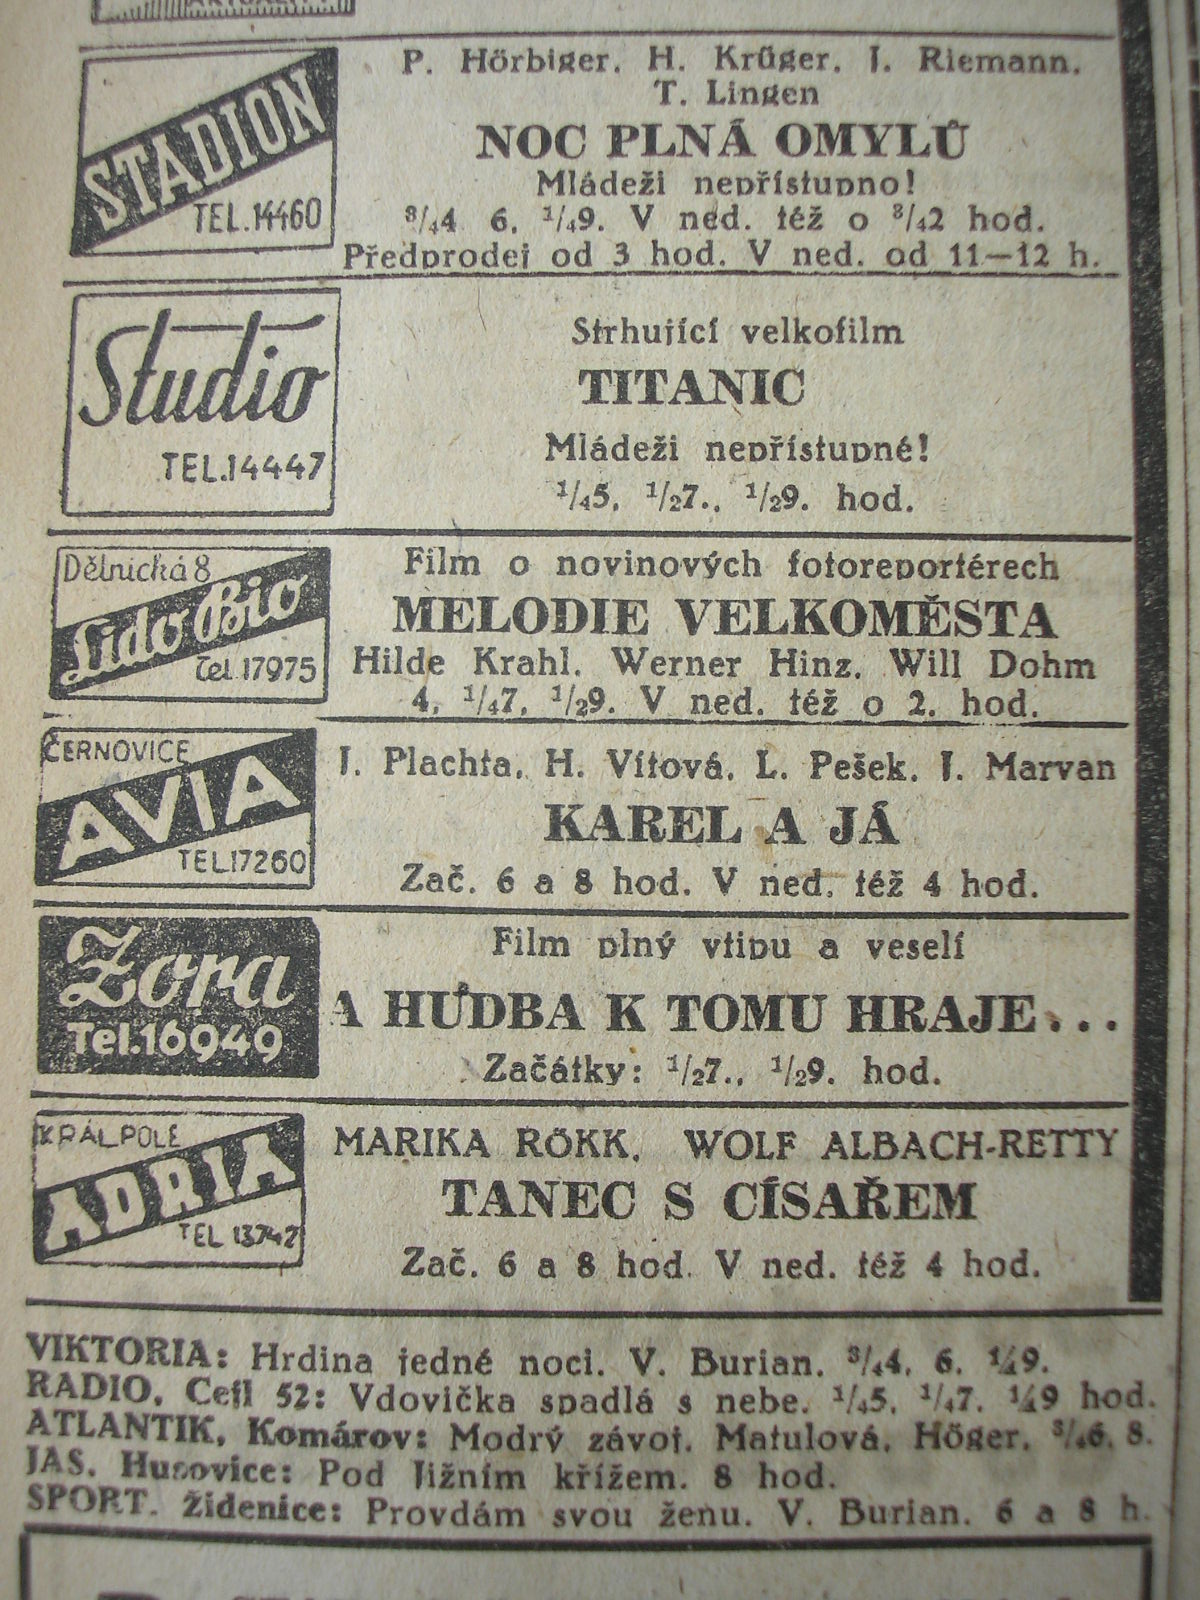 STADION
TEL.14460
P. Hörbiger, H. Krüger, J. Riemann,
T. Lingen
NOC PLNÁ OMYLŮ
Mládeži nepřístupno!
3/44 6, 1/49. V ned. též o 3/42 hod.
Předprodej od 3 hod. V ned. od 11—12 h.
Studio
TEL.14447
Strhující velkofilm
TITANIC
Mládeži nepřístupné!
1/45, 1/27., 1/29. hod.
Dělnická 8
Lido Bio
tel. 17975
Film o novinových fotoreportérech
MELODIE VELKOMĚSTA
Hilde Krahl, Werner Hinz, Will Dohm
4, 1/47, 1/29. V ned. též o 2. hod.
ČERNOVICE
AVIA
TEL.17260
J. Plachta, H. Vítová, L. Pešek, J. Marvan
KAREL A JÁ
Zač. 6 a 8 hod. V ned. též 4 hod.
Zora
Tel.16949
Film plný vtipu a veselí
A HUDBA K TOMU HRAJE...
Začátky: 1/27., 1/29. hod.
KRÁL.POLE
ADRIA
TEL 13742
MARIKA RÖKK, WOLF ALBACH-RETTY
TANEC S CÍSAŘEM
Zač. 6 a 8 hod. V ned. též 4 hod.
VIKTORIA: Hrdina jedné noci. V. Burian. 3/44, 6, 1/49.
RADIO, Cejl 52: Vdovička spadlá s nebe. 1/45, 1/47, 1/49 hod.
ATLANTIK, Komárov: Modrý závoj. Matulová, Höger. 3/46, 8.
JAS, Husovice: Pod Jižním křížem. 8 hod.
SPORT, Židenice: Provdám svou ženu. V. Burian. 6 a 8 h.